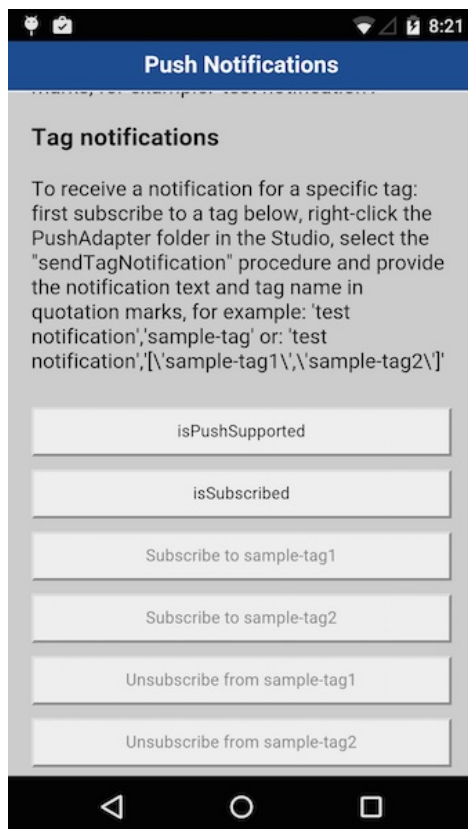 8:21
Push Notifications
Tag notifications
To receive a notification for a specific tag:
first subscribe to a tag below, right-click the
PushAdapter folder in the Studio, select the
"sendTagNotification" procedure and provide
the notification text and tag name in
quotation marks, for example: 'test
notification','sample-tag' or: 'test
notification','[\'sample-tag1\',\'sample-tag2\']'
isPushSupported
isSubscribed
Subscribe to sample-tag1
Subscribe to sample-tag2
Unsubscribe from sample-tag1
Unsubscribe from sample-tag2